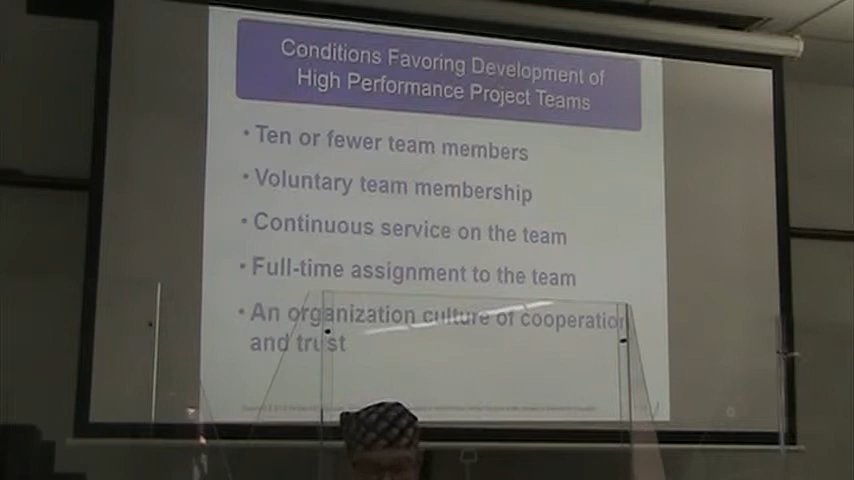 Conditions Favoring Development of
High Performance Project Teams
• Ten or fewer team members
• Voluntary team membership
• Continuous service on the team
• Full-time assignment to the team
• An organization culture of cooperation
and trust